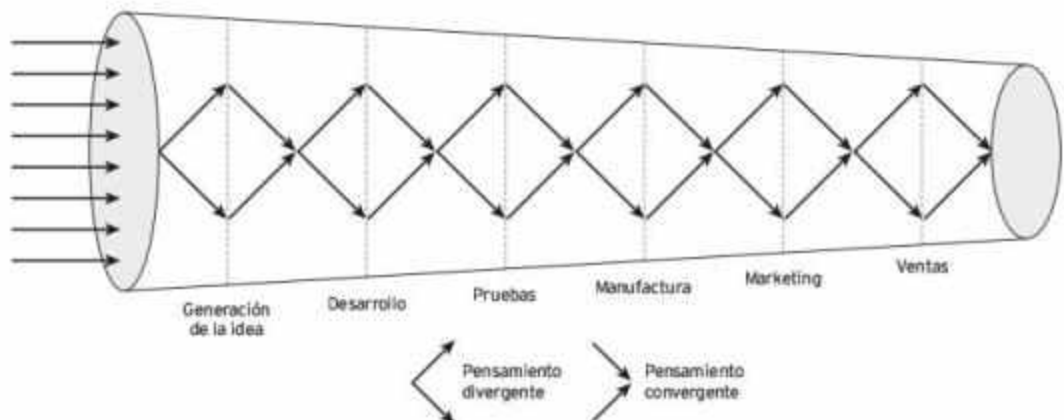 Generación
de la idea
Desarrollo
Pruebas
Manufactura
Marketing
Ventas
Pensamiento
divergente
Pensamiento
convergente